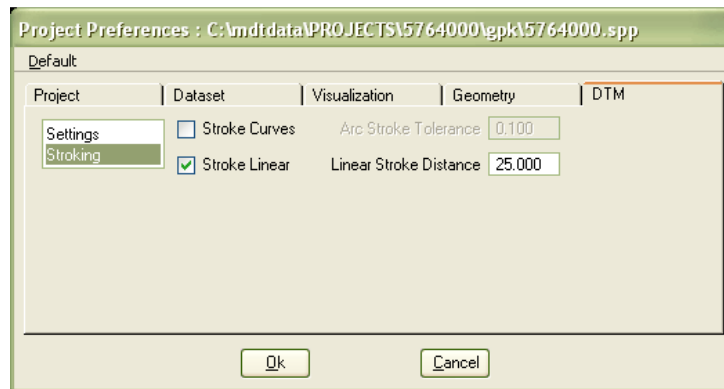 Project Preferences : C:\mdtdata\PROJECTS\5764000\gpk\5764000.spp
Default
Project Dataset Visualization Geometry DTM
Settings Stroke Curves Arc Stroke Tolerance 0.100
Stroking Stroke Linear Linear Stroke Distance 25.000
Ok Cancel